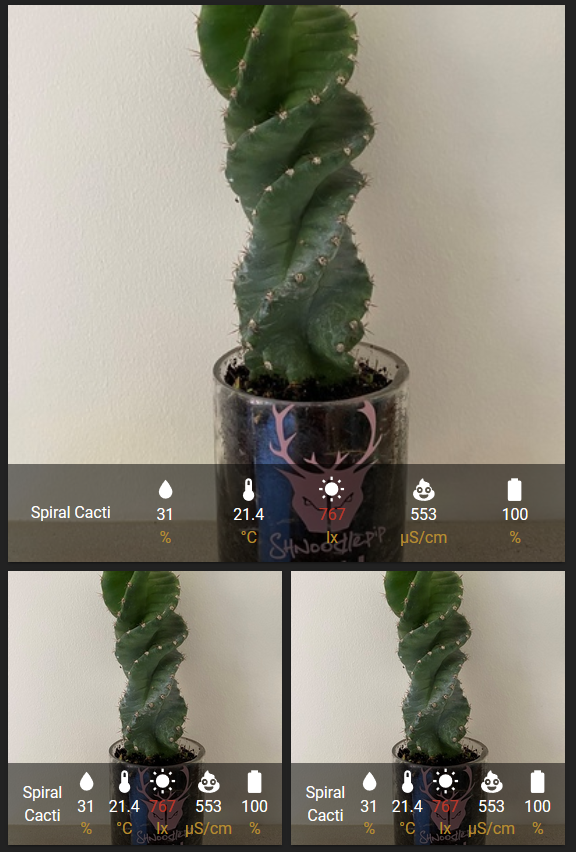 Spiral Cacti 31 21.4 767 553 100
% °C lx µS/cm %
SHNoodlepip
Spiral
Cacti
31 21.4 767 553 100
% °C lx µS/cm %
Spiral
Cacti
31 21.4 767 553 100
% °C lx µS/cm %